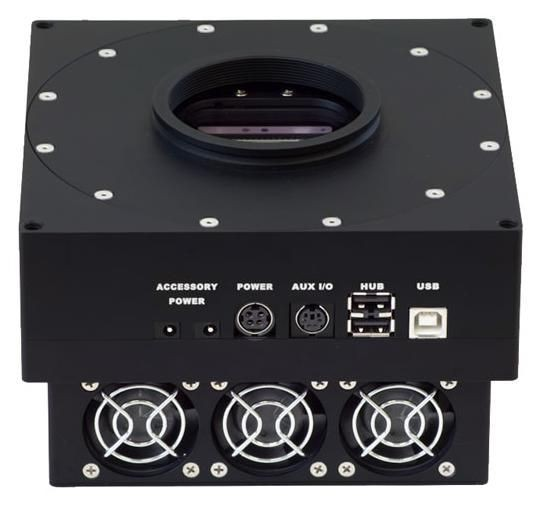 ACCESSORY POWER
POWER
AUX I/O
HUB
USB